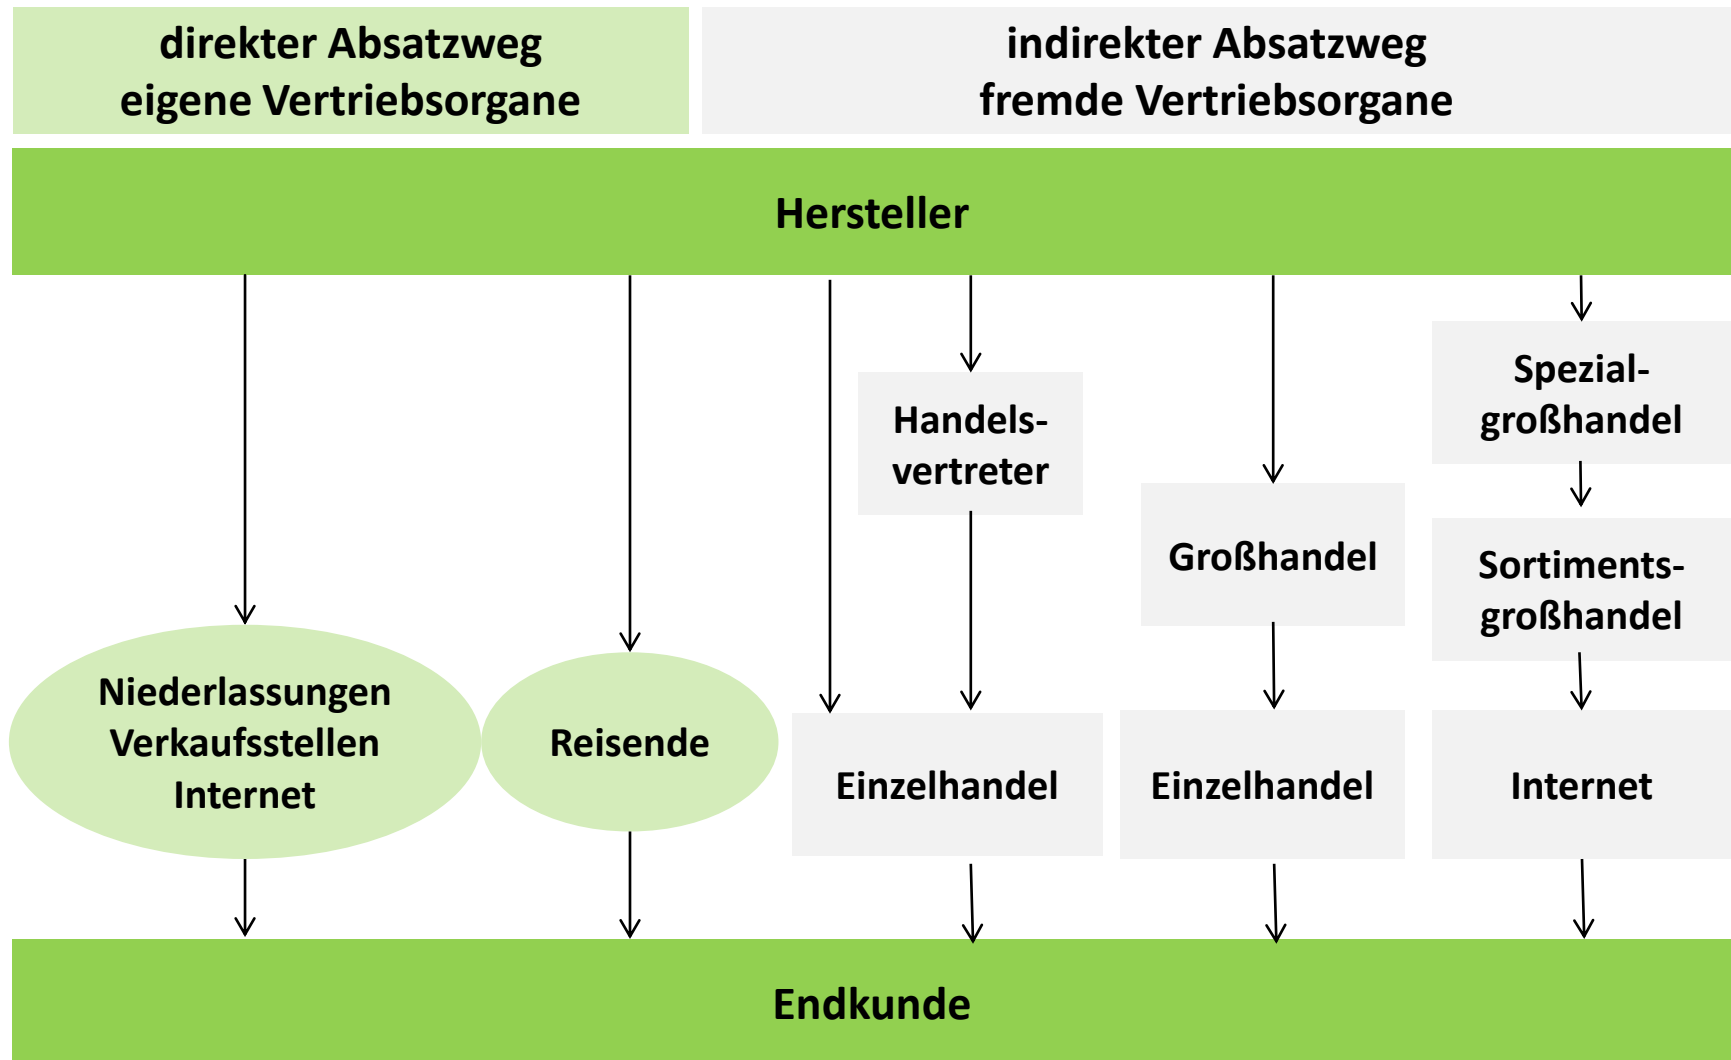 direkter Absatzweg
eigene Vertriebsorgane
indirekter Absatzweg
fremde Vertriebsorgane
Hersteller
Niederlassungen
Verkaufsstellen
Internet
Reisende
Handels-
vertreter
Einzelhandel
Großhandel
Einzelhandel
Spezial-
großhandel
Sortiments-
großhandel
Internet
Endkunde